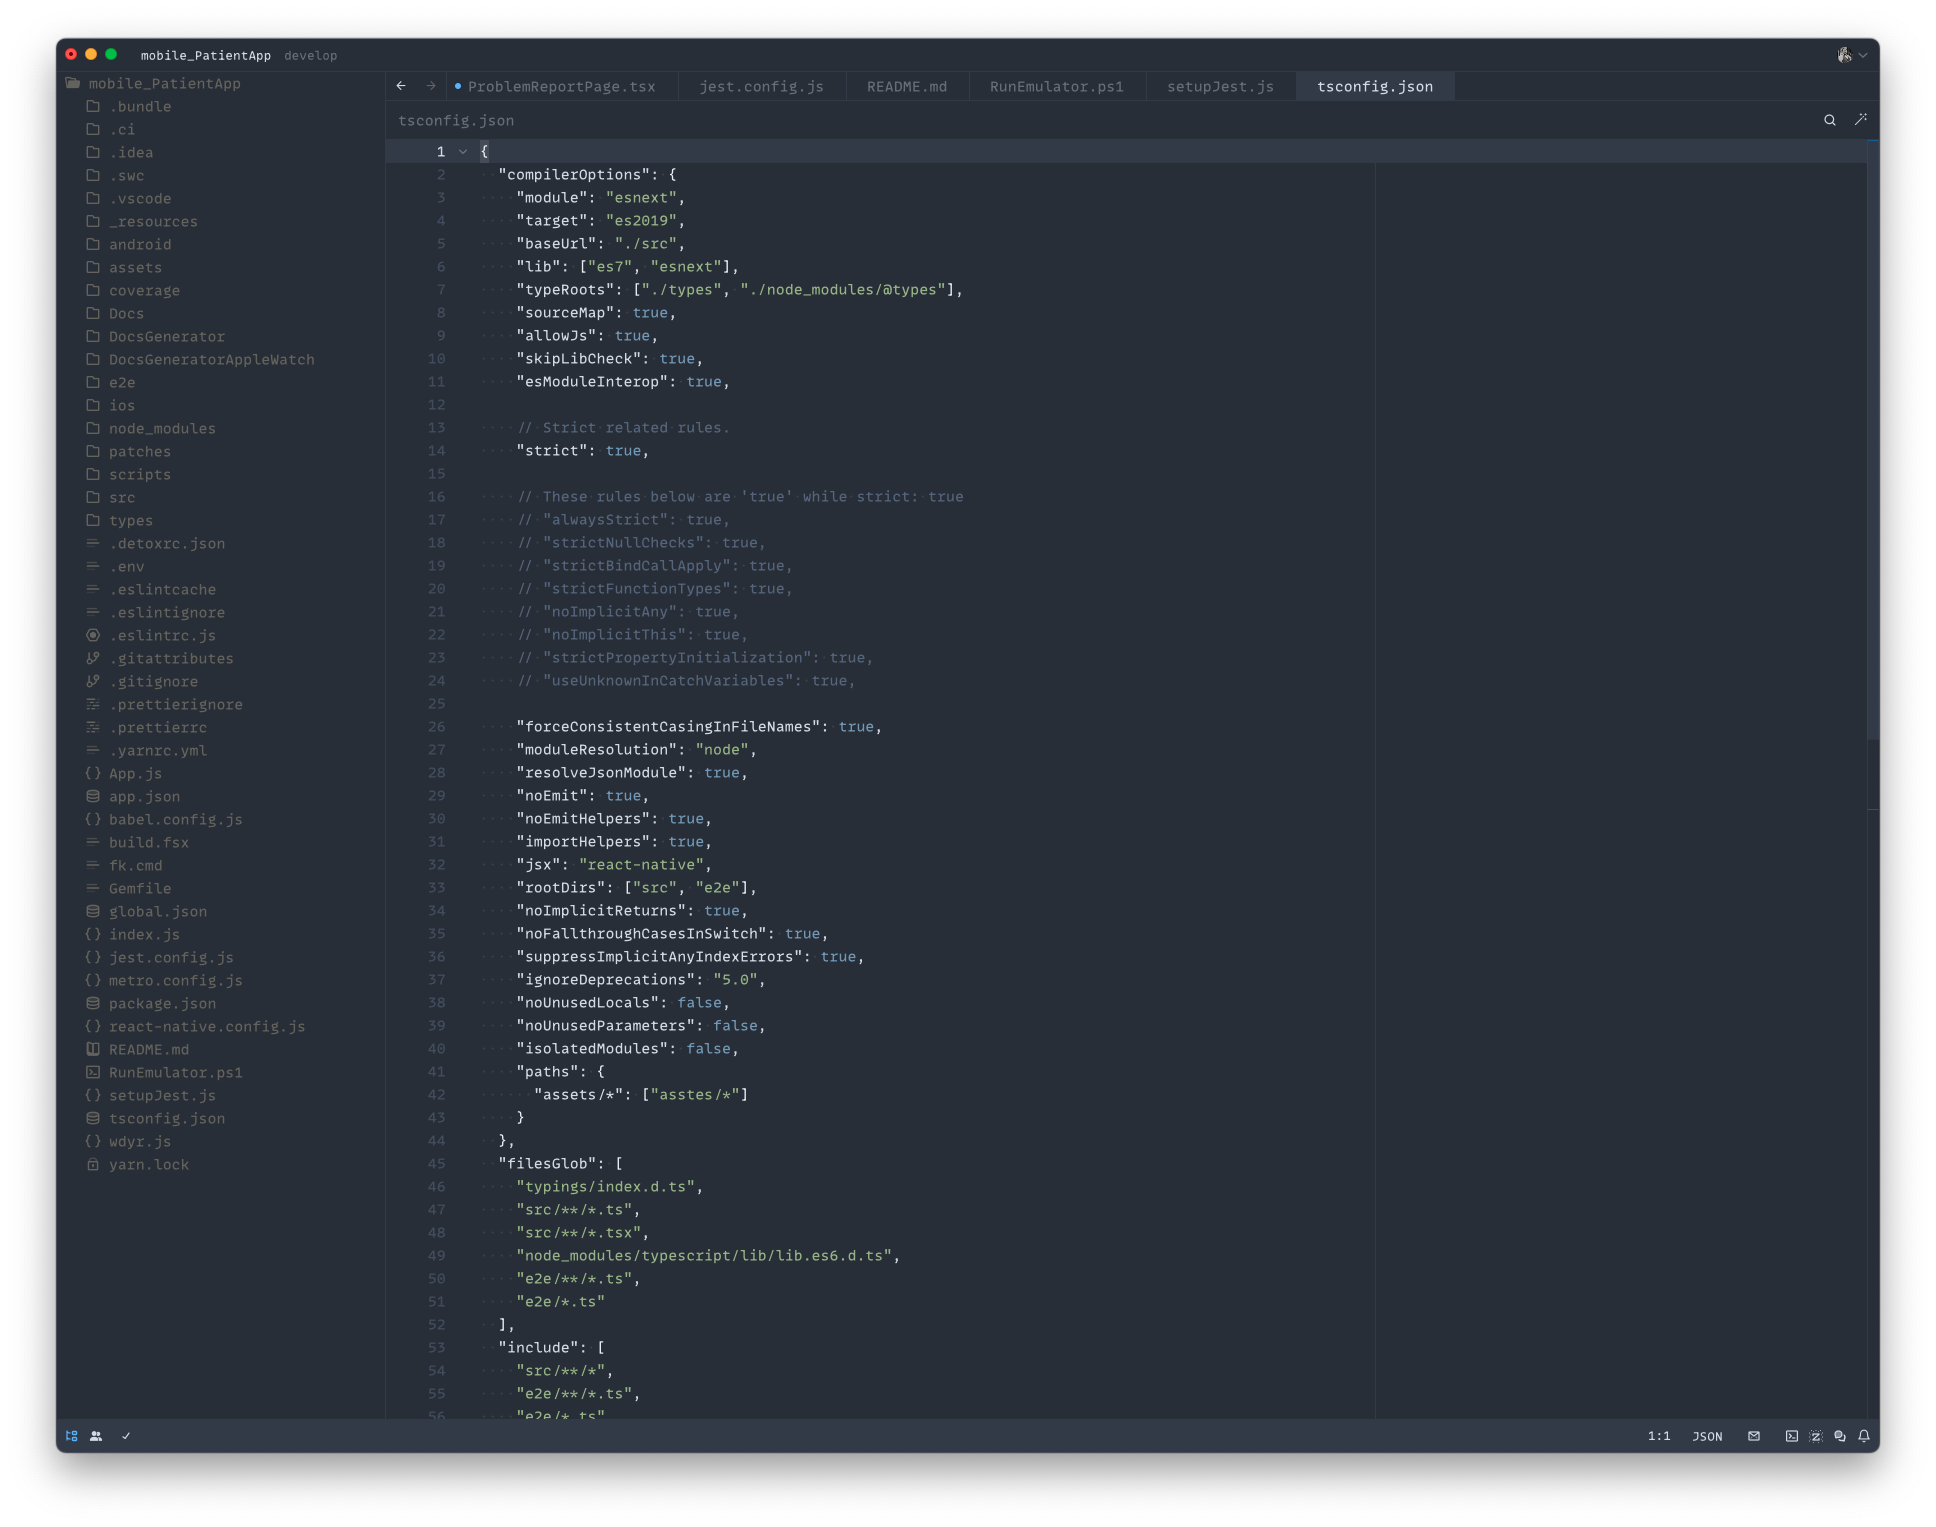 mobile_PatientApp develop
mobile_PatientApp
.bundle
.ci
.idea
.swc
.vscode
_resources
android
assets
coverage
Docs
DocsGenerator
DocsGeneratorAppleWatch
e2e
ios
node_modules
patches
scripts
src
types
.detoxrc.json
.env
.eslintcache
.eslintignore
.eslintrc.js
.gitattributes
.gitignore
.prettierignore
.prettierrc
.yarnrc.yml
App.js
app.json
babel.config.js
build.fsx
fk.cmd
Gemfile
global.json
index.js
jest.config.js
metro.config.js
package.json
react-native.config.js
README.md
RunEmulator.ps1
setupJest.js
tsconfig.json
wdyr.js
yarn.lock
ProblemReportPage.tsx jest.config.js README.md RunEmulator.ps1 setupJest.js tsconfig.json
tsconfig.json
1 {
2 "compilerOptions": {
3 "module": "esnext",
4 "target": "es2019",
5 "baseUrl": "./src",
6 "lib": ["es7", "esnext"],
7 "typeRoots": ["./types", "./node_modules/@types"],
8 "sourceMap": true,
9 "allowJs": true,
10 "skipLibCheck": true,
11 "esModuleInterop": true,
12
13 // Strict related rules.
14 "strict": true,
15
16 // These rules below are 'true' while strict: true
17 // "alwaysStrict": true,
18 // "strictNullChecks": true,
19 // "strictBindCallApply": true,
20 // "strictFunctionTypes": true,
21 // "noImplicitAny": true,
22 // "noImplicitThis": true,
23 // "strictPropertyInitialization": true,
24 // "useUnknownInCatchVariables": true,
25
26 "forceConsistentCasingInFileNames": true,
27 "moduleResolution": "node",
28 "resolveJsonModule": true,
29 "noEmit": true,
30 "noEmitHelpers": true,
31 "importHelpers": true,
32 "jsx": "react-native",
33 "rootDirs": ["src", "e2e"],
34 "noImplicitReturns": true,
35 "noFallthroughCasesInSwitch": true,
36 "suppressImplicitAnyIndexErrors": true,
37 "ignoreDeprecations": "5.0",
38 "noUnusedLocals": false,
39 "noUnusedParameters": false,
40 "isolatedModules": false,
41 "paths": {
42 "assets/*": ["asstes/*"]
43 }
44 },
45 "filesGlob": [
46 "typings/index.d.ts",
47 "src/**/*.ts",
48 "src/**/*.tsx",
49 "node_modules/typescript/lib/lib.es6.d.ts",
50 "e2e/**/*.ts",
51 "e2e/*.ts"
52 ],
53 "include": [
54 "src/**/*",
55 "e2e/**/*.ts",
56 "e2e/*.ts"
1:1 JSON